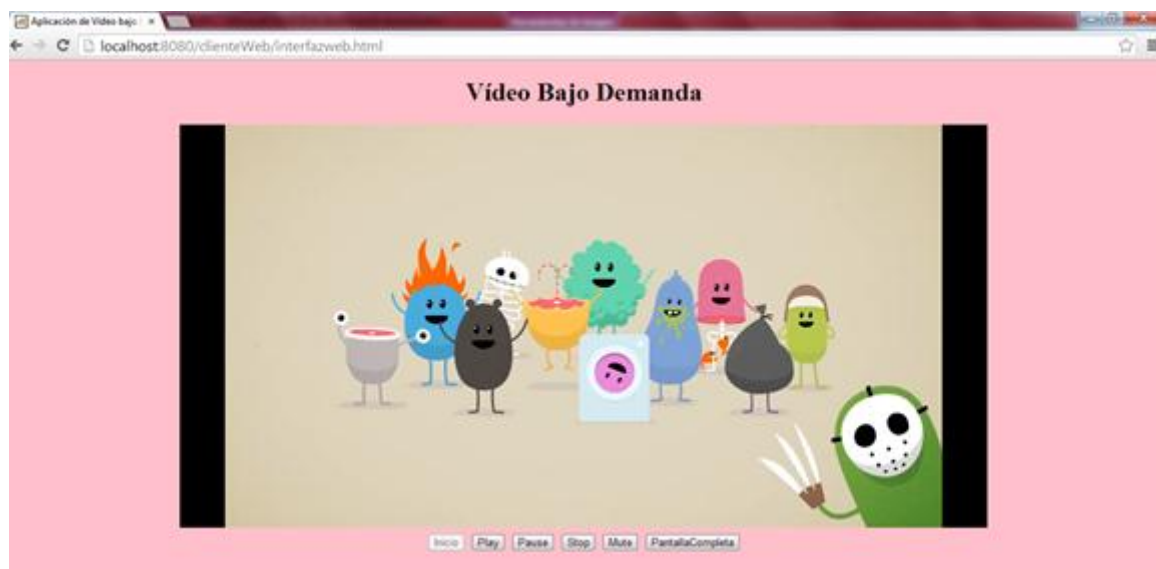 Aplicación de Vídeo bajo
localhost:8080/clienteWeb/interfazweb.html
Vídeo Bajo Demanda
Inicio Play Pause Stop Mute PantallaCompleta